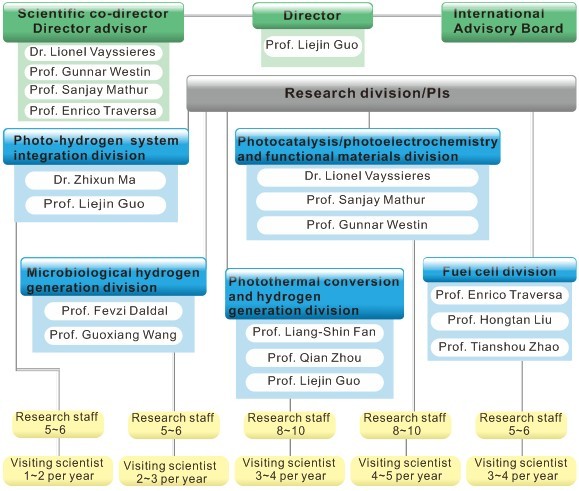 Scientific co-director
Director advisor
Dr. Lionel Vayssieres
Prof. Gunnar Westin
Prof. Sanjay Mathur
Prof. Enrico Traversa
Director
Prof. Liejin Guo
International
Advisory Board
Research division/PIs
Photo-hydrogen system
integration division
Dr. Zhixun Ma
Prof. Liejin Guo
Photocatalysis/photoelectrochemistry
and functional materials division
Dr. Lionel Vayssieres
Prof. Sanjay Mathur
Prof. Gunnar Westin
Microbiological hydrogen
generation division
Prof. Fevzi Daldal
Prof. Guoxiang Wang
Photothermal conversion
and hydrogen
generation division
Prof. Liang-Shin Fan
Prof. Qian Zhou
Prof. Liejin Guo
Fuel cell division
Prof. Enrico Traversa
Prof. Hongtan Liu
Prof. Tianshou Zhao
Research staff
5~6
Research staff
5~6
Research staff
8~10
Research staff
8~10
Research staff
5~6
Visiting scientist
1~2 per year
Visiting scientist
2~3 per year
Visiting scientist
3~4 per year
Visiting scientist
4~5 per year
Visiting scientist
3~4 per year